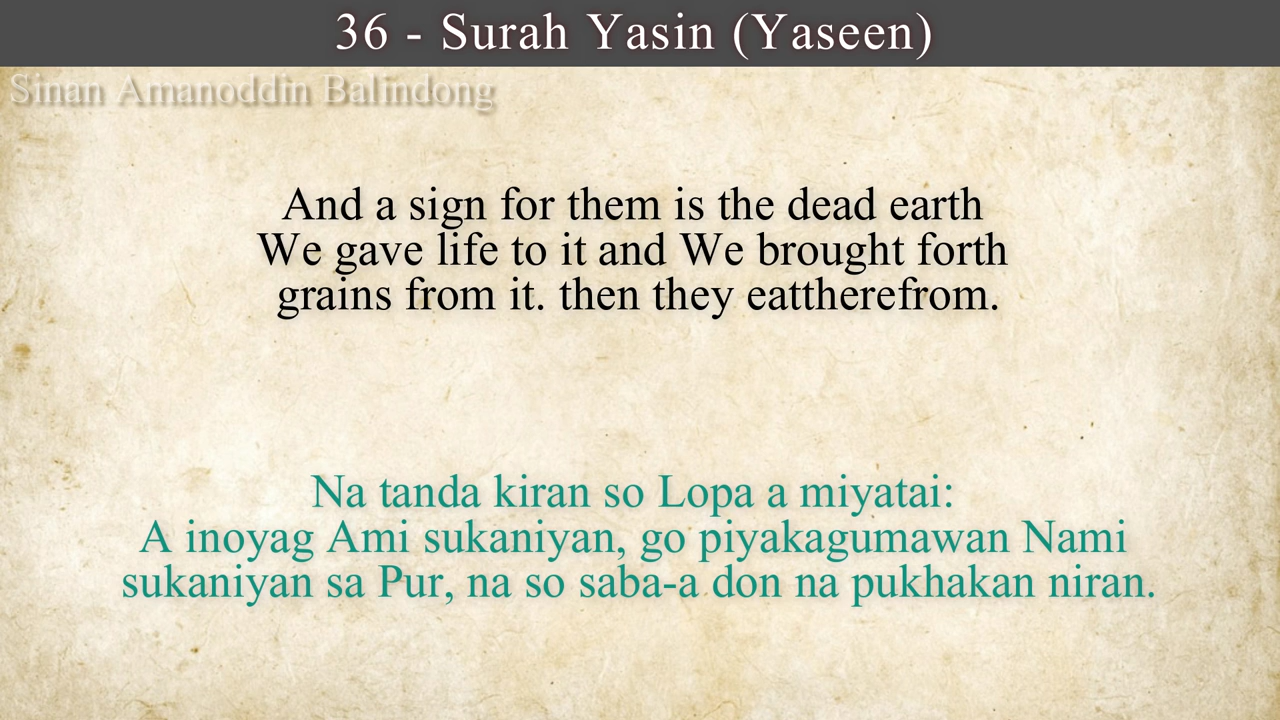 36 - Surah Yasin (Yaseen)
Sinan Amanoddin Balindong
And a sign for them is the dead earth
We gave life to it and We brought forth
grains from it. then they eattherefrom.
Na tanda kiran so Lopa a miyatai:
A inoyag Ami sukaniyan, go piyakagumawan Nami
sukaniyan sa Pur, na so saba-a don na pukhakan niran.